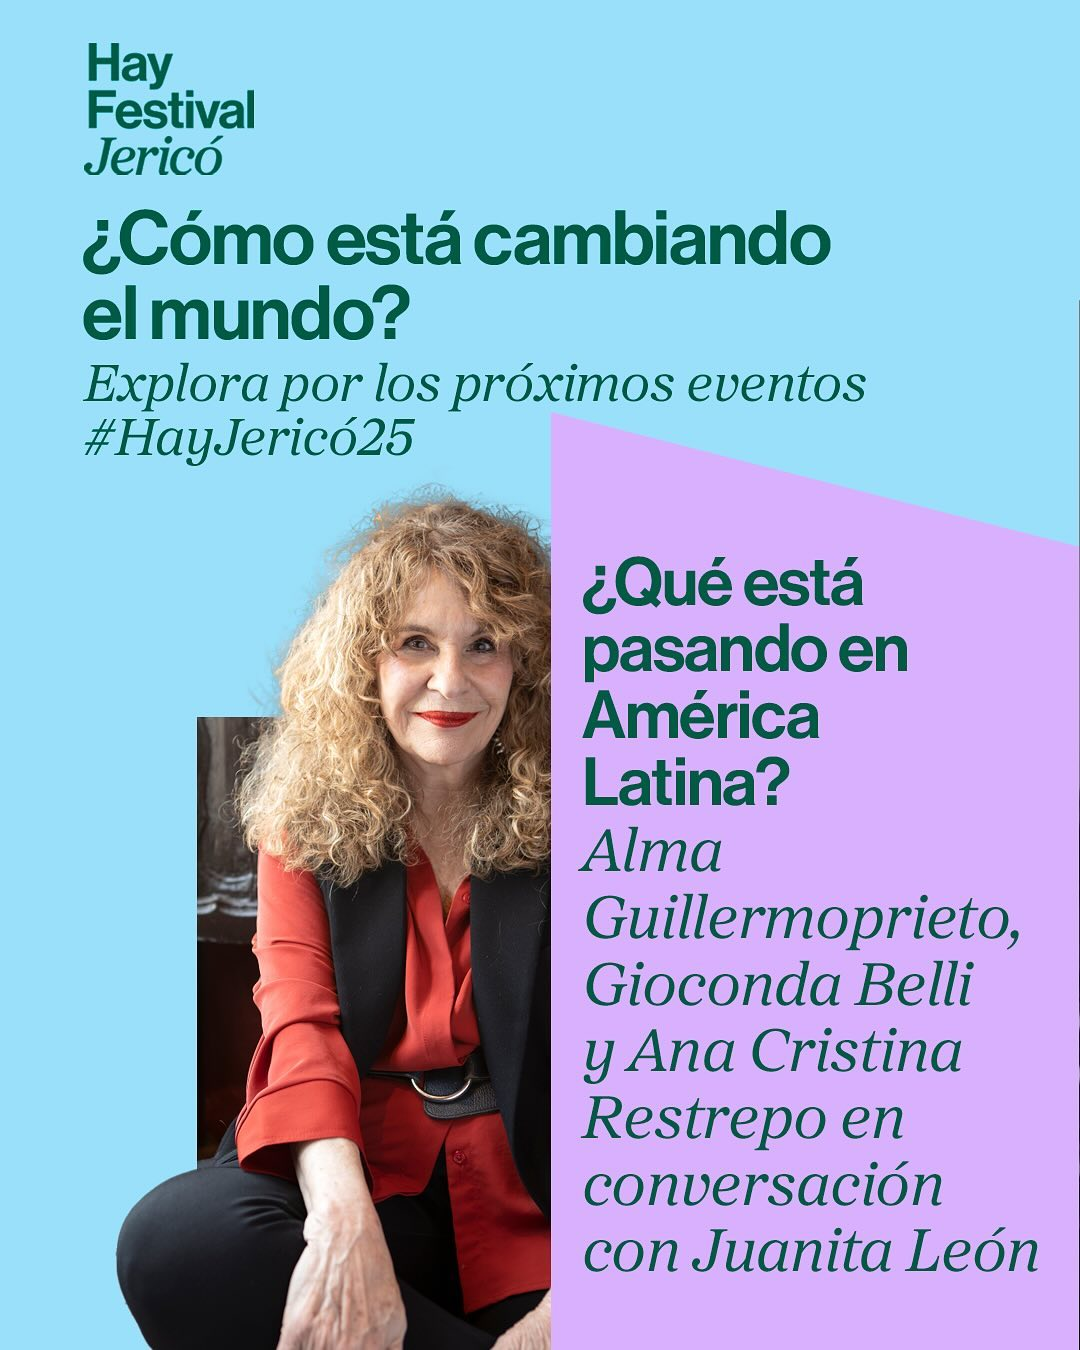 Hay
Festival
Jericó
¿Cómo está cambiando
el mundo?
Explora por los próximos eventos
#HayJericó25
¿Qué está
pasando en
América
Latina?
Alma
Guillermoprieto,
Gioconda Belli
y Ana Cristina
Restrepo en
conversación
con Juanita León